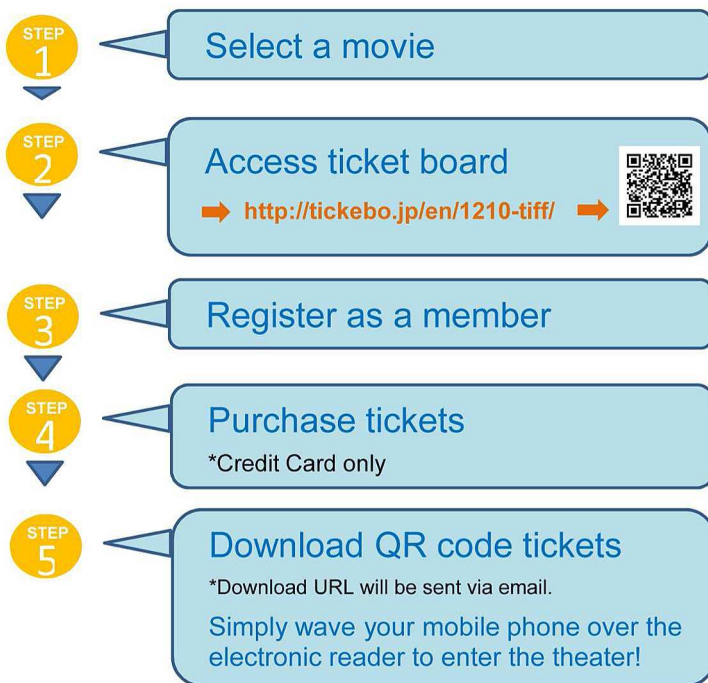 STEP
1
Select a movie
STEP
2
Access ticket board
http://tickebo.jp/en/1210-tiff/
STEP
3
Register as a member
STEP
4
Purchase tickets
*Credit Card only
STEP
5
Download QR code tickets
*Download URL will be sent via email.
Simply wave your mobile phone over the
electronic reader to enter the theater!